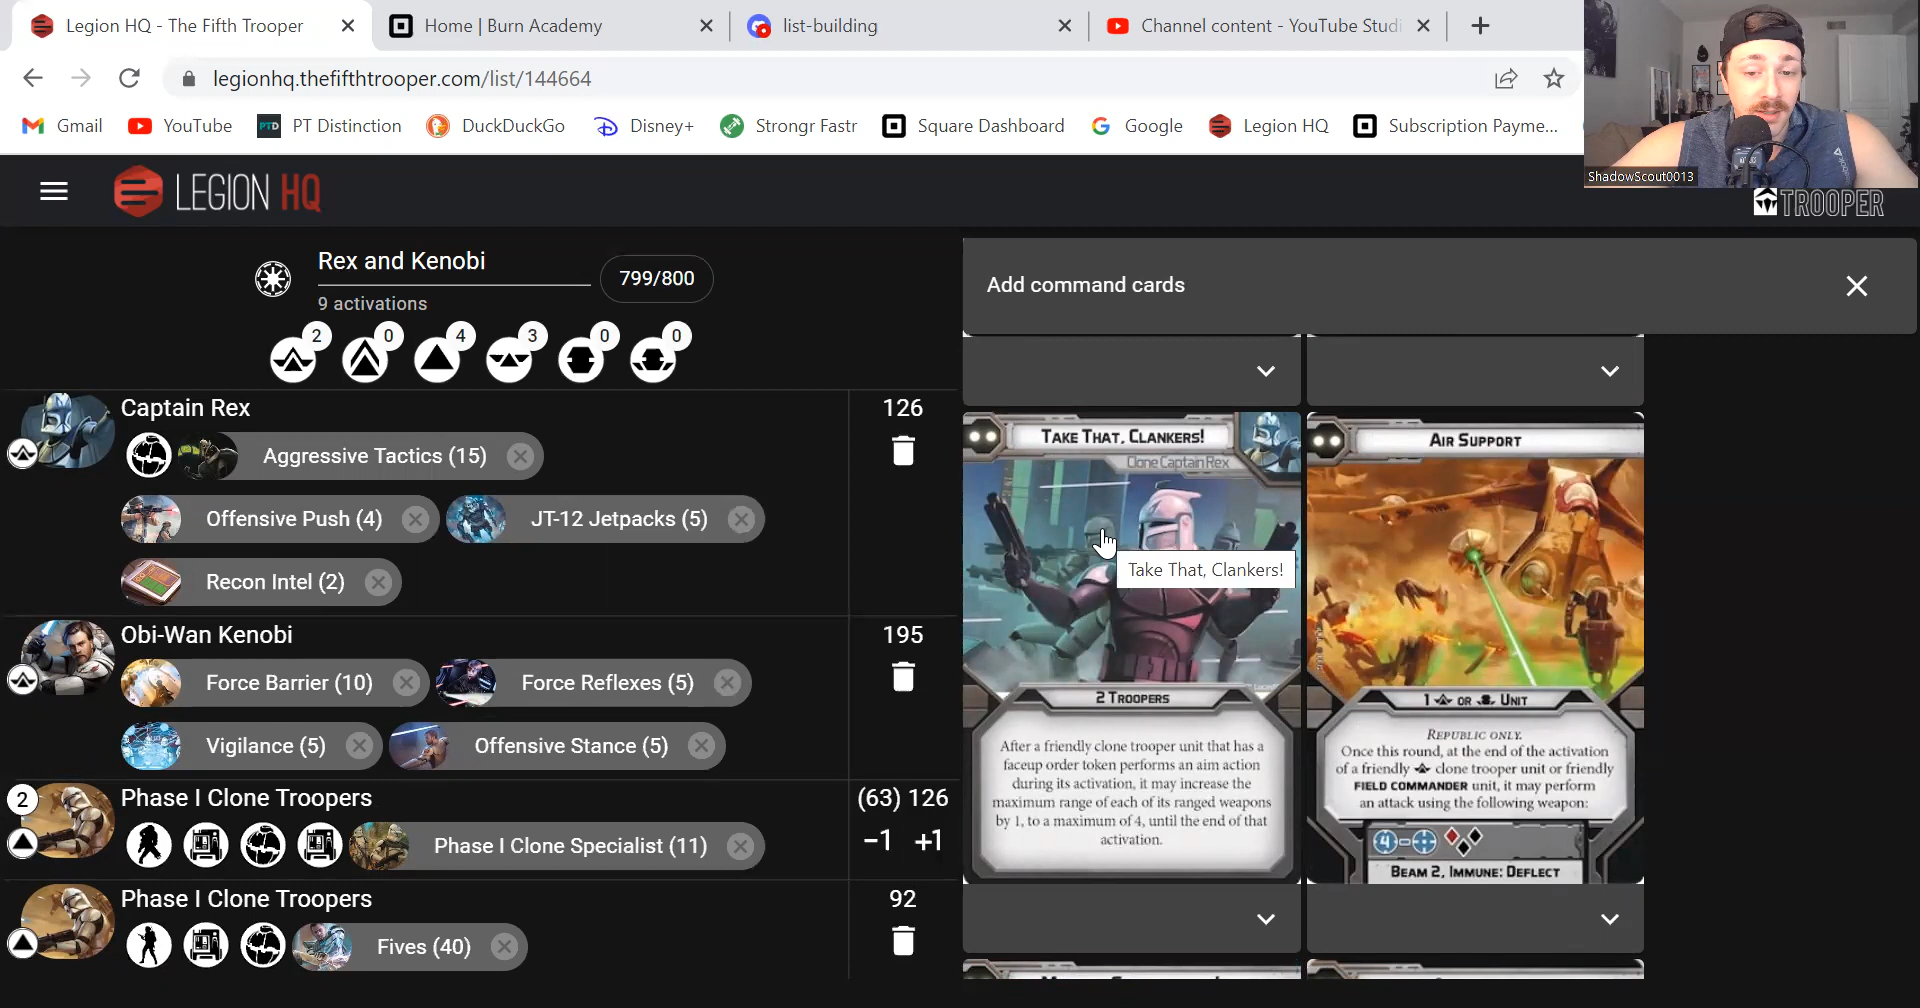 Legion HQ - The Fifth Trooper
Home | Burn Academy
list-building
Channel content - YouTube Studi
legionhq.thefifthtrooper.com/list/144664
Gmail
YouTube
PTD
PT Distinction
DuckDuckGo
Disney+
Strongr Fastr
Square Dashboard
Google
Legion HQ
Subscription Payme...
ShadowScout0013
LEGION HQ
TROOPER
Rex and Kenobi
799/800
9 activations
2
0
4
3
0
0
Captain Rex
126
Aggressive Tactics (15)
Offensive Push (4)
JT-12 Jetpacks (5)
Recon Intel (2)
Obi-Wan Kenobi
195
Force Barrier (10)
Force Reflexes (5)
Vigilance (5)
Offensive Stance (5)
2
Phase I Clone Troopers
(63) 126
Phase I Clone Specialist (11)
−1 +1
Phase I Clone Troopers
92
Fives (40)
Add command cards
TAKE THAT, CLANKERS!
Clone Captain Rex
Take That, Clankers!
2 TROOPERS
After a friendly clone trooper unit that has a
faceup order token performs an aim action
during its activation, it may increase the
maximum range of each of its ranged weapons
by 1, to a maximum of 4, until the end of that
activation.
AIR SUPPORT
1 OR UNIT
REPUBLIC ONLY.
Once this round, at the end of the activation
of a friendly clone trooper unit or friendly
FIELD COMMANDER unit, it may perform
an attack using the following weapon:
4
BEAM 2, IMMUNE: DEFLECT